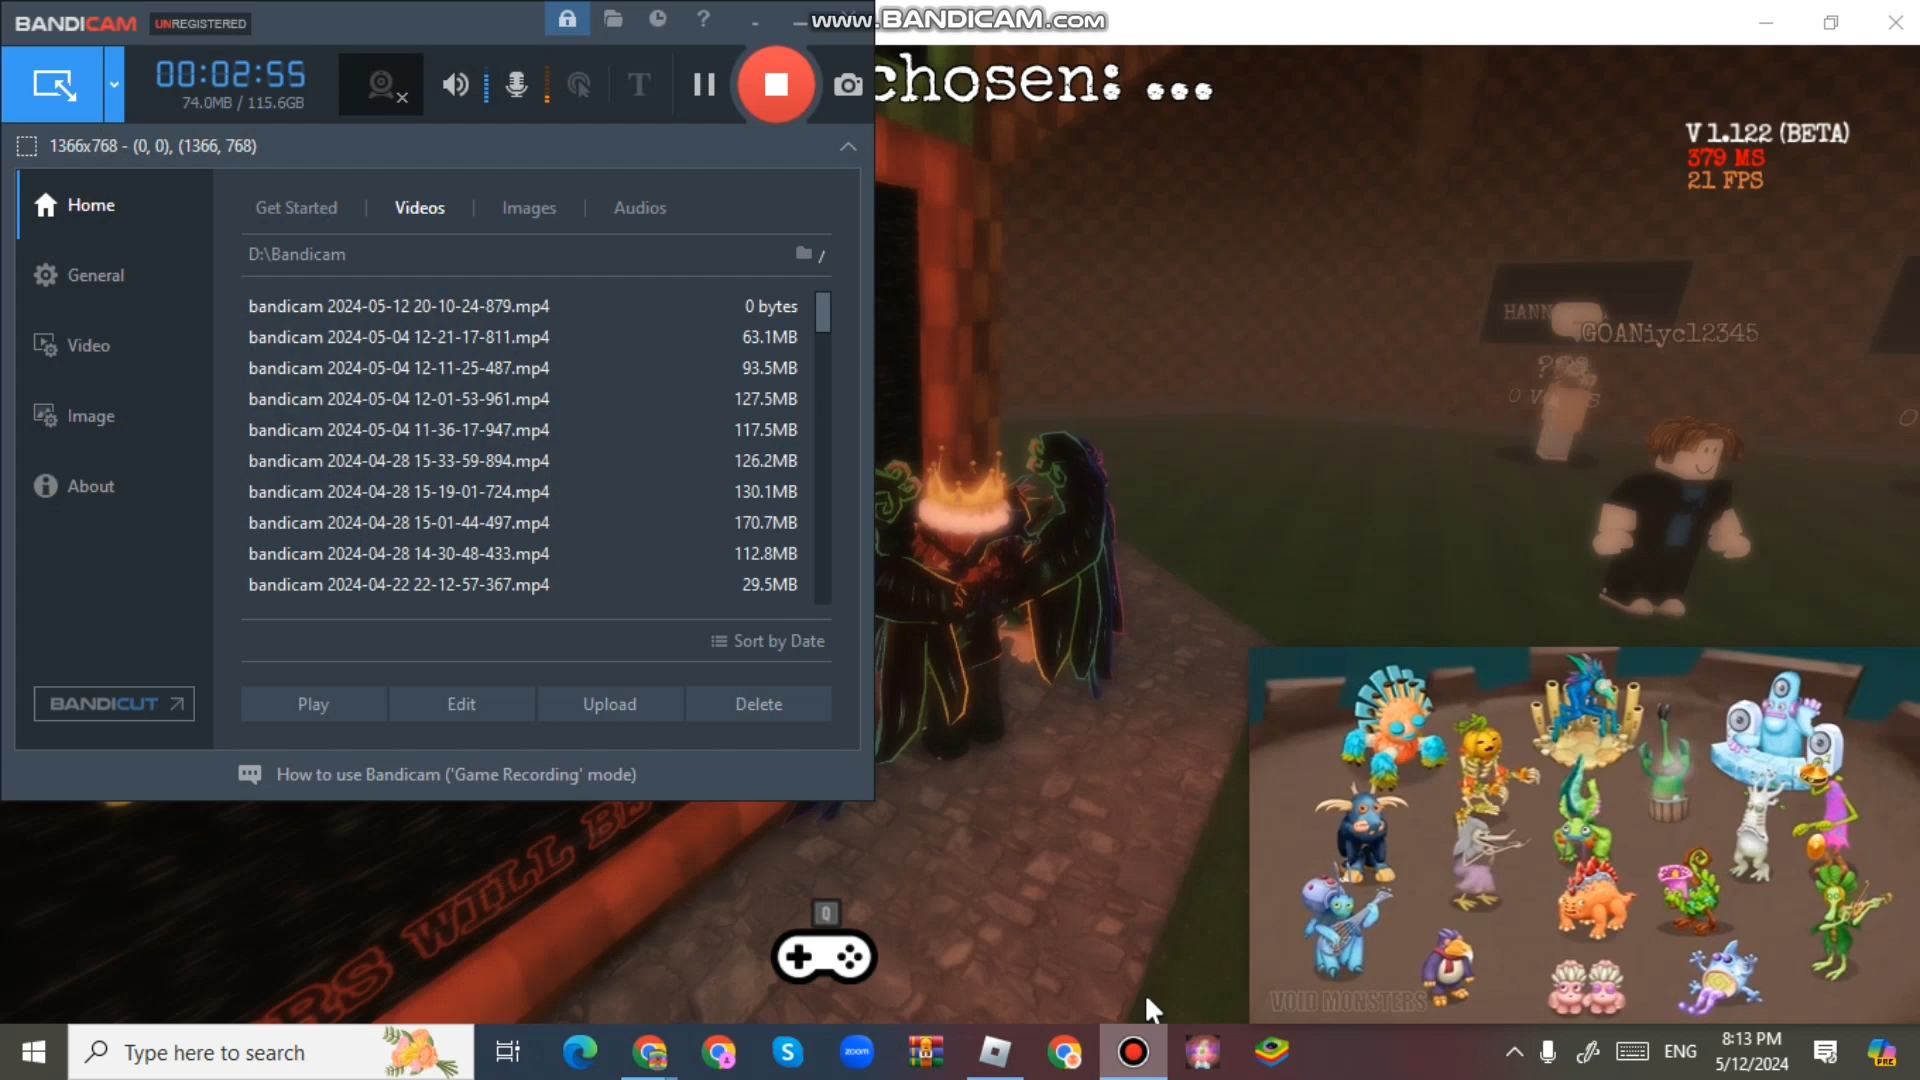 BANDICAM UNREGISTERED
www.BANDICAM.com
00:02:55
74.0MB / 115.6GB
T
chosen: ...
V 1.122 (BETA)
379 MS
21 FPS
1366x768 - (0, 0), (1366, 768)
Home
General
Video
Image
About
BANDICUT
Get Started
Videos
Images
Audios
D:\Bandicam
/
bandicam 2024-05-12 20-10-24-879.mp4 0 bytes
bandicam 2024-05-04 12-21-17-811.mp4 63.1MB
bandicam 2024-05-04 12-11-25-487.mp4 93.5MB
bandicam 2024-05-04 12-01-53-961.mp4 127.5MB
bandicam 2024-05-04 11-36-17-947.mp4 117.5MB
bandicam 2024-04-28 15-33-59-894.mp4 126.2MB
bandicam 2024-04-28 15-19-01-724.mp4 130.1MB
bandicam 2024-04-28 15-01-44-497.mp4 170.7MB
bandicam 2024-04-28 14-30-48-433.mp4 112.8MB
bandicam 2024-04-22 22-12-57-367.mp4 29.5MB
Sort by Date
Play
Edit
Upload
Delete
How to use Bandicam ('Game Recording' mode)
GOANiyc12345
???
0
RS WILL BE
Q
VOID MONSTERS
Type here to search
S
zoom
ENG
8:13 PM
5/12/2024
PRE